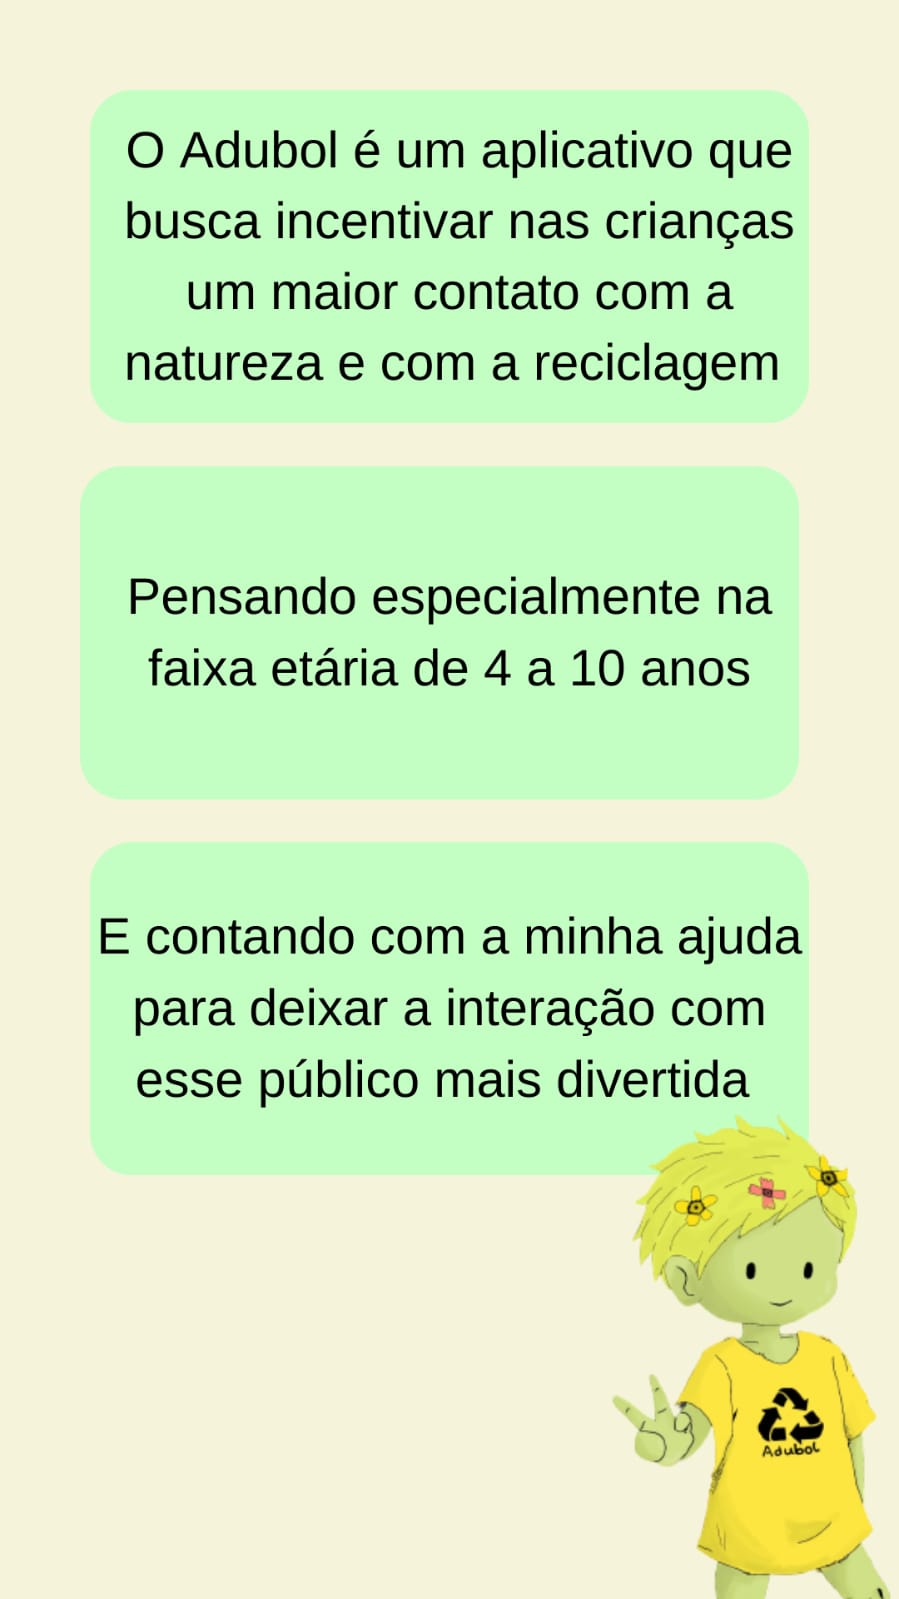 O Adubol é um aplicativo que
busca incentivar nas crianças
um maior contato com a
natureza e com a reciclagem
Pensando especialmente na
faixa etária de 4 a 10 anos
E contando com a minha ajuda
para deixar a interação com
esse público mais divertida
Adubol